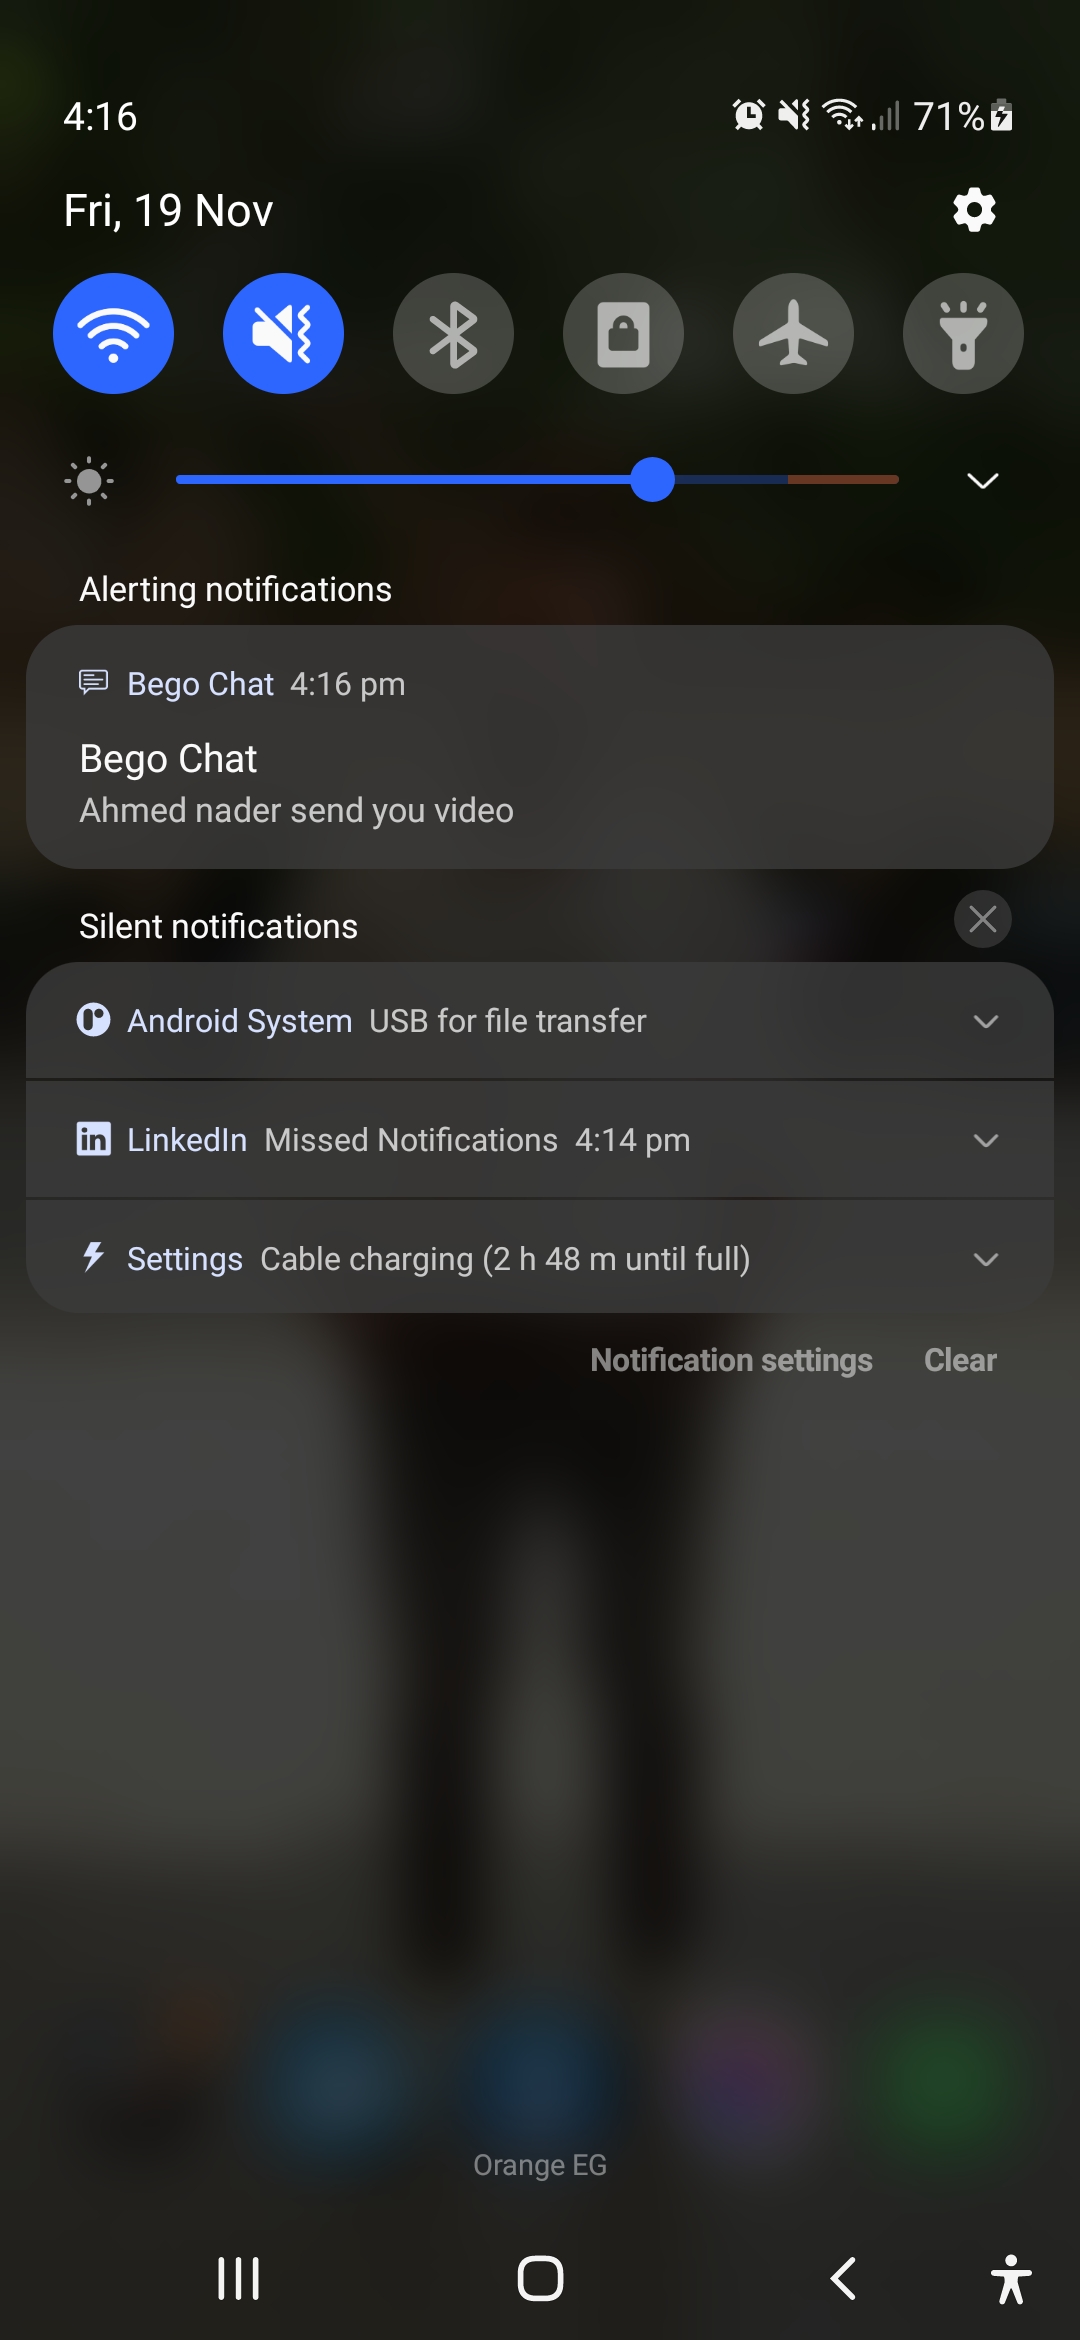 4:16
71%
Fri, 19 Nov
Alerting notifications
Bego Chat 4:16 pm
Bego Chat
Ahmed nader send you video
Silent notifications
Android System USB for file transfer
LinkedIn Missed Notifications 4:14 pm
Settings Cable charging (2 h 48 m until full)
Notification settings Clear
Orange EG